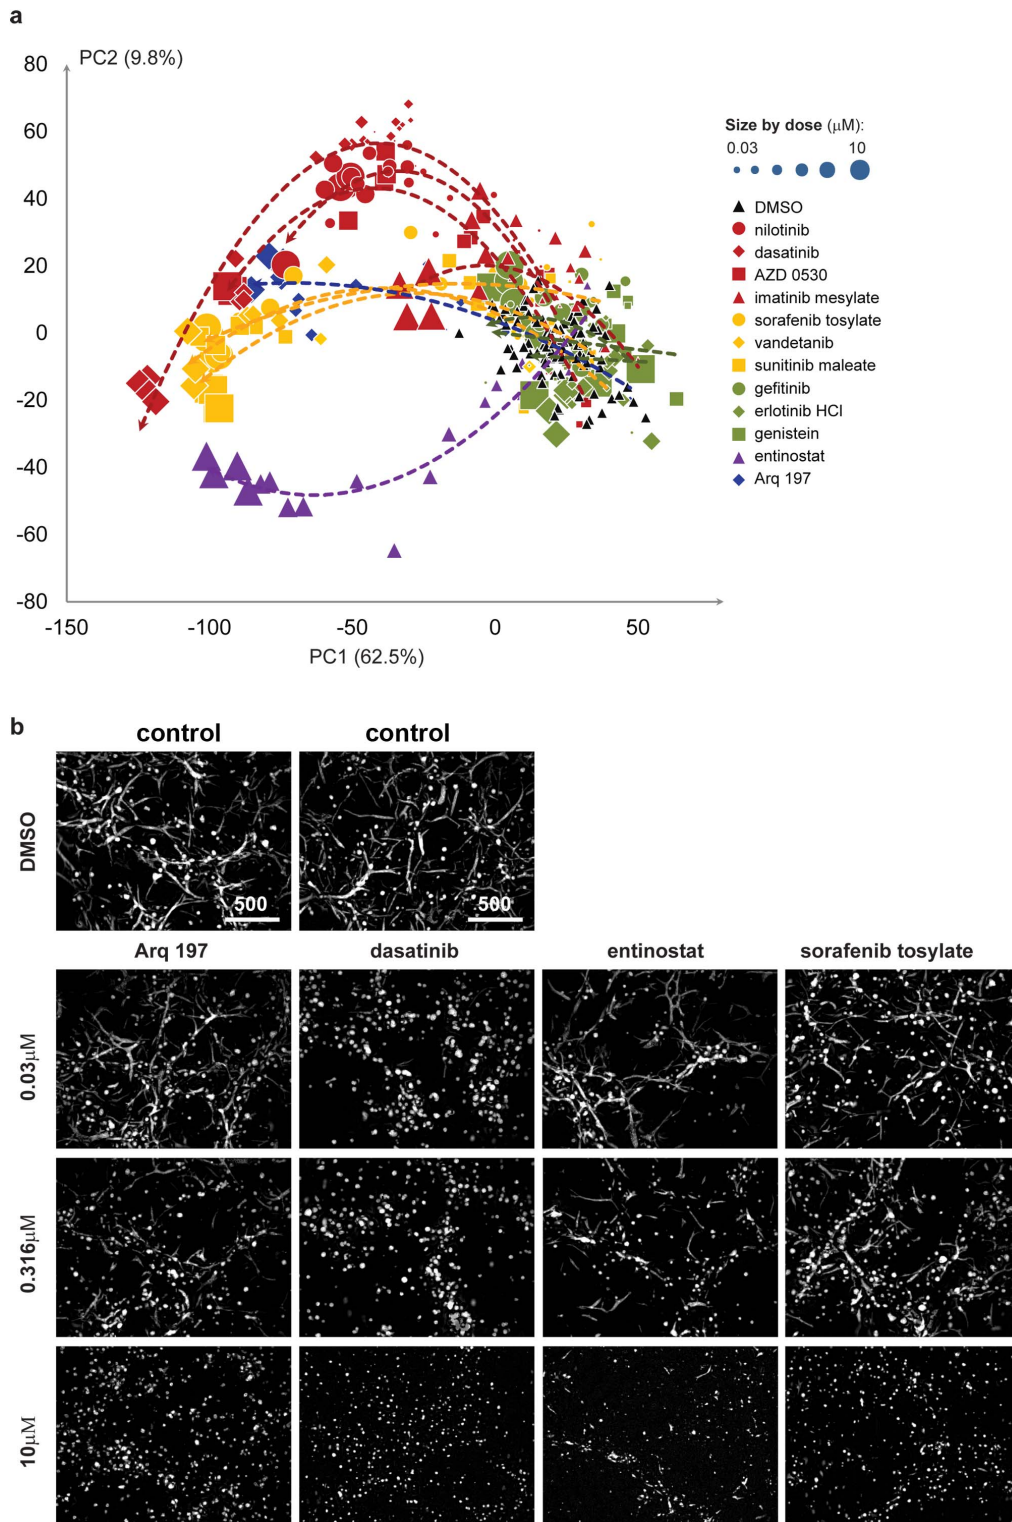 a
PC2 (9.8%)
80
60
40
20
0
-20
-40
-60
-80
-150
-100
-50
0
50
PC1 (62.5%)
Size by dose (μM):
0.03
10
DMSO
nilotinib
dasatinib
AZD 0530
imatinib mesylate
sorafenib tosylate
vandetanib
sunitinib maleate
gefitinib
erlotinib HCl
genistein
entinostat
Arq 197
b
control
control
DMSO
500
500
Arq 197
dasatinib
entinostat
sorafenib tosylate
0.03μM
0.316μM
10μM